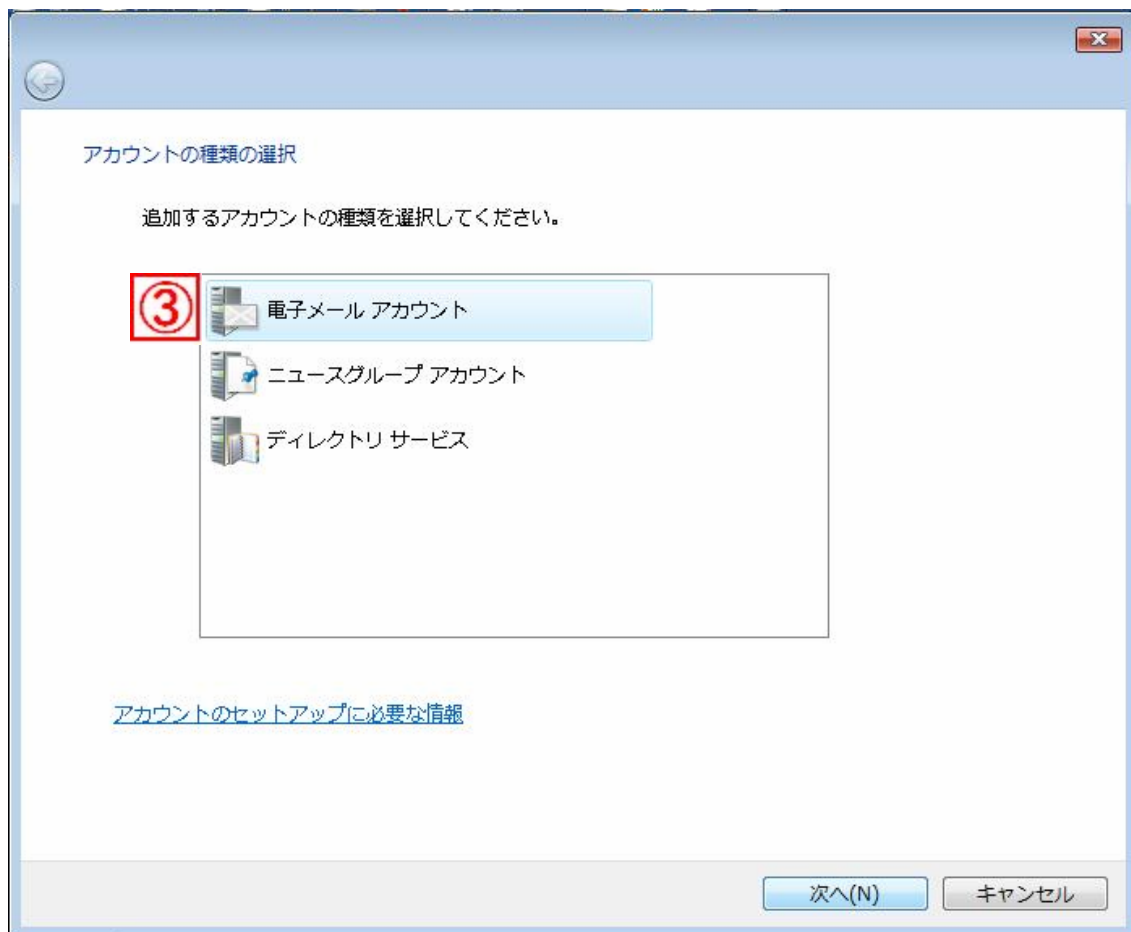 アカウントの種類の選択
追加するアカウントの種類を選択してください。
③
電子メール アカウント
ニュースグループ アカウント
ディレクトリ サービス
アカウントのセットアップに必要な情報
次へ(N)
キャンセル